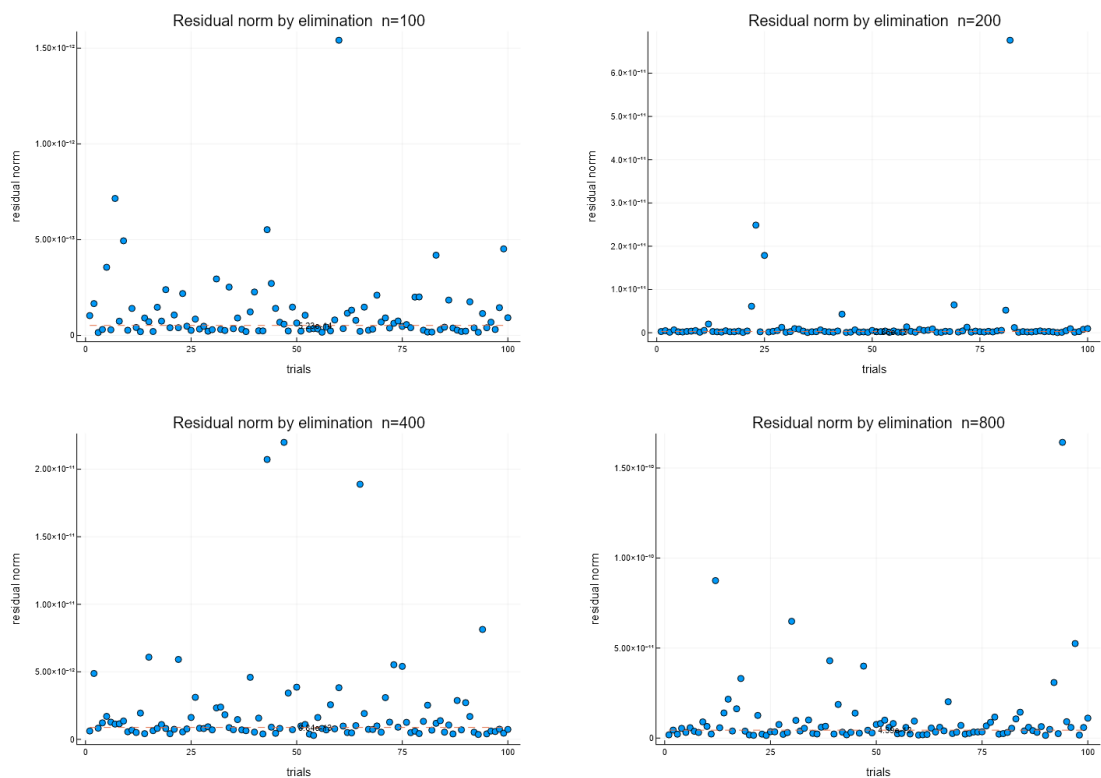 Residual norm by elimination n=100
residual norm
1.50×10⁻¹²
1.00×10⁻¹²
5.00×10⁻¹³
0
0 25 50 75 100
trials
Residual norm by elimination n=200
residual norm
6.0×10⁻¹¹
5.0×10⁻¹¹
4.0×10⁻¹¹
3.0×10⁻¹¹
2.0×10⁻¹¹
1.0×10⁻¹¹
0
0 25 50 75 100
trials
Residual norm by elimination n=400
residual norm
2.00×10⁻¹¹
1.50×10⁻¹¹
1.00×10⁻¹¹
5.00×10⁻¹²
0
0 25 50 75 100
trials
Residual norm by elimination n=800
residual norm
1.50×10⁻¹⁰
1.00×10⁻¹⁰
5.00×10⁻¹¹
0
0 25 50 75 100
trials